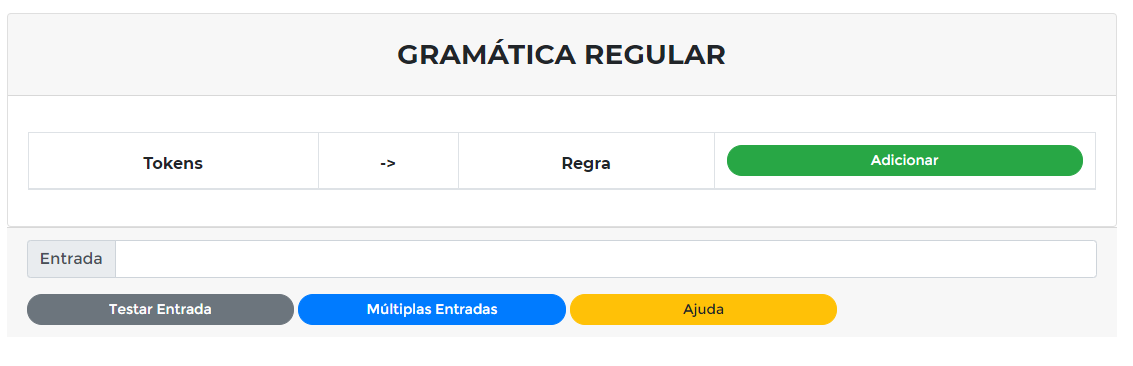 GRAMÁTICA REGULAR
Tokens -> Regra Adicionar
Entrada
Testar Entrada Múltiplas Entradas Ajuda